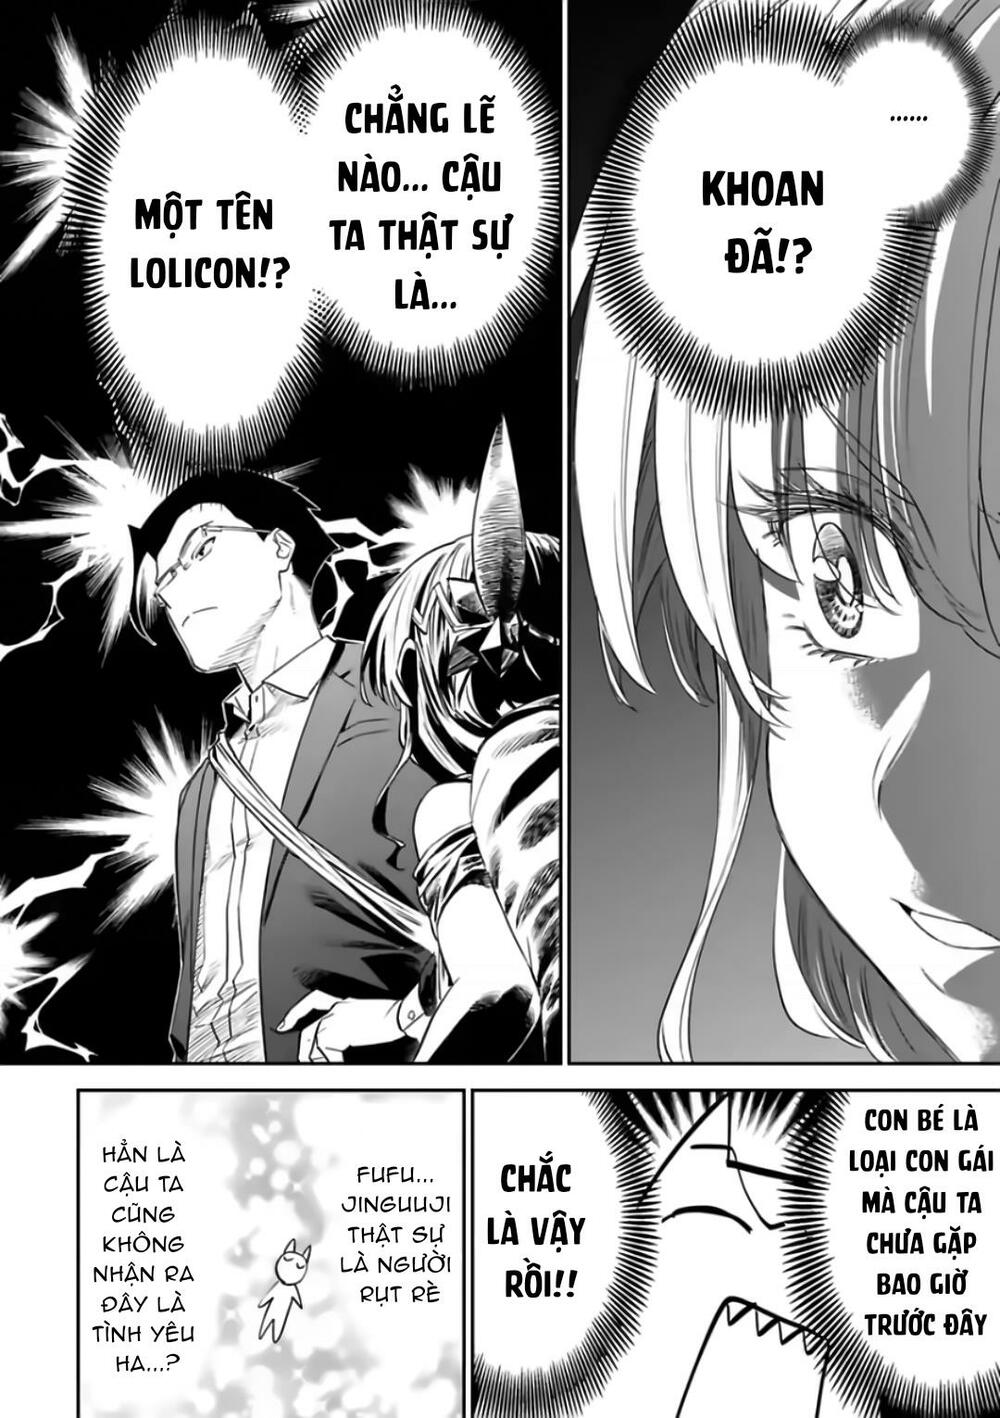 ......
KHOAN
ĐÃ!?
CHẲNG LẼ
NÀO... CẬU
TA THẬT SỰ
LÀ...
MỘT TÊN
LOLICON!?
CON BÉ LÀ
LOẠI CON GÁI
MÀ CẬU TA
CHƯA GẶP
BAO GIỜ
TRƯỚC ĐÂY
CHẮC
LÀ VẬY
RỒI!!
FUFU...
JINGUUJI
THẬT SỰ
LÀ NGƯỜI
RỤT RÈ
HẲN LÀ
CẬU TA
CŨNG
KHÔNG
NHẬN RA
ĐÂY LÀ
TÌNH YÊU
HA...?